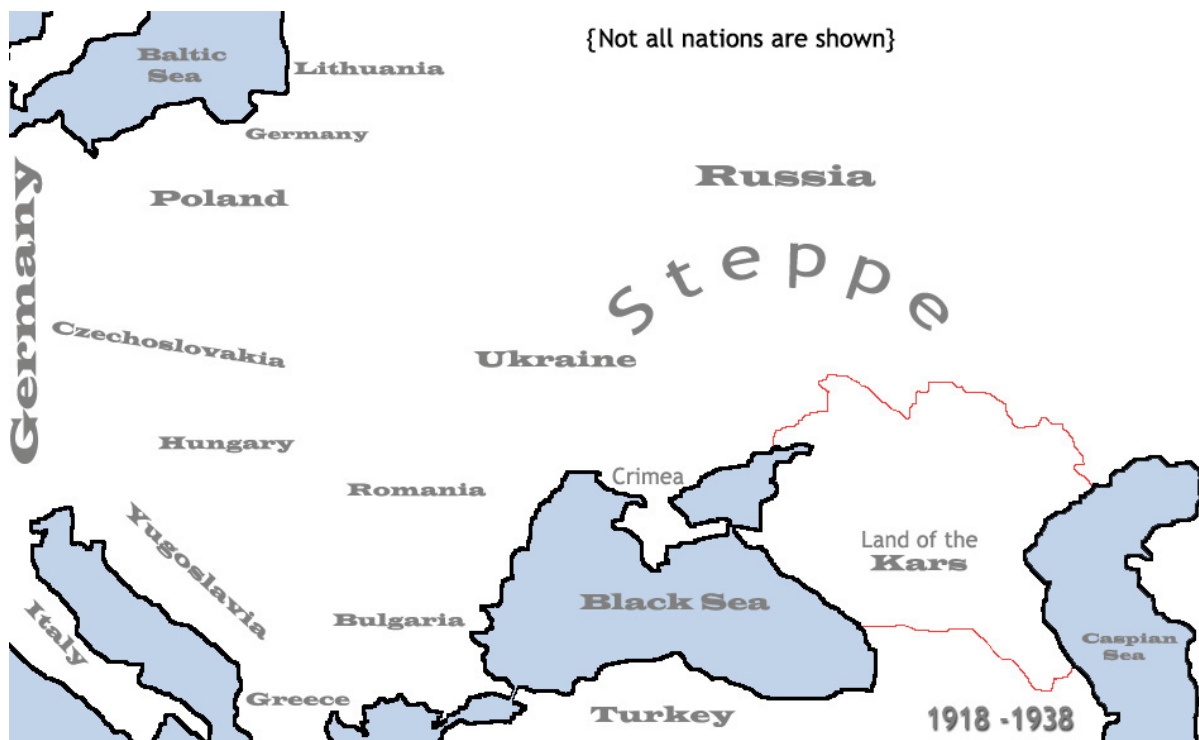 {Not all nations are shown}
Baltic
Sea
Lithuania
Germany
Poland
Russia
Germany
Steppe
Czechoslovakia
Ukraine
Hungary
Crimea
Romania
Yugoslavia
Land of the
Kars
Italy
Black Sea
Bulgaria
Caspian
Sea
Greece
Turkey
1918 -1938